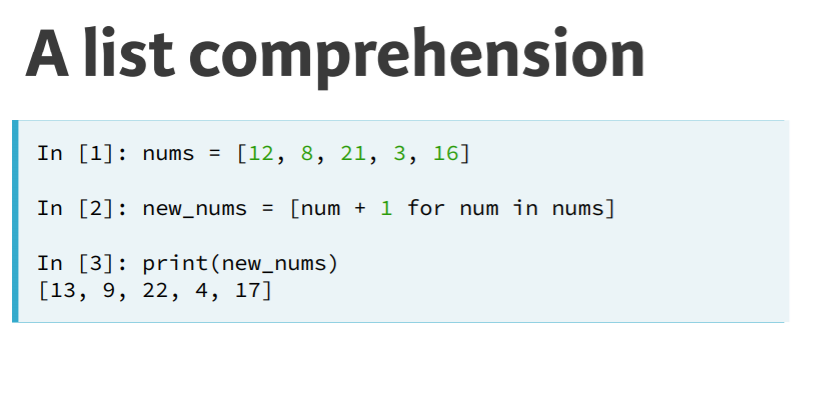 A list comprehension
In [1]: nums = [12, 8, 21, 3, 16]
In [2]: new_nums = [num + 1 for num in nums]
In [3]: print(new_nums)
[13, 9, 22, 4, 17]